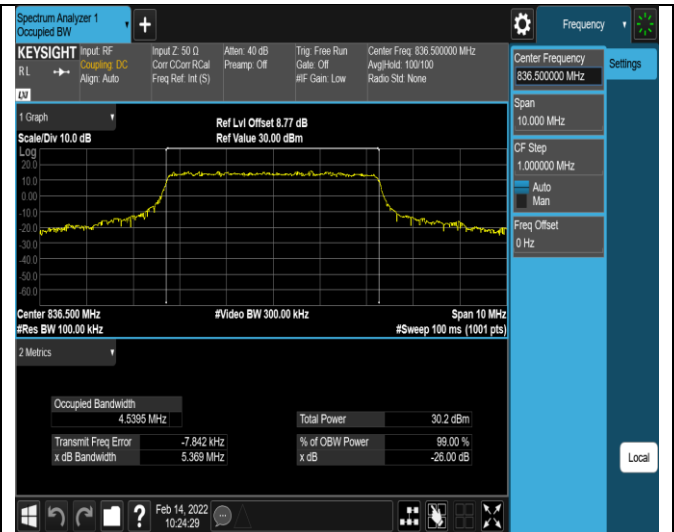 Spectrum Analyzer 1
Occupied BW
+
Frequency
KEYSIGHT
RL
LXI
Input: RF
Coupling: DC
Align: Auto
Input Z: 50 Ω
Corr CCorr RCal
Freq Ref: Int (S)
Atten: 40 dB
Preamp: Off
Trig: Free Run
Gate: Off
#IF Gain: Low
Center Freq: 836.500000 MHz
Avg|Hold: 100/100
Radio Std: None
Center Frequency
836.500000 MHz
Settings
Span
10.000 MHz
CF Step
1.000000 MHz
Auto
Man
Freq Offset
0 Hz
1 Graph
Scale/Div 10.0 dB
Ref Lvl Offset 8.77 dB
Ref Value 30.00 dBm
Log
20.0
10.0
0.00
-10.0
-20.0
-30.0
-40.0
-50.0
-60.0
Center 836.500 MHz
#Res BW 100.00 kHz
#Video BW 300.00 kHz
Span 10 MHz
#Sweep 100 ms (1001 pts)
2 Metrics
Occupied Bandwidth
4.5395 MHz
Total Power 30.2 dBm
Transmit Freq Error -7.842 kHz
% of OBW Power 99.00 %
x dB Bandwidth 5.369 MHz
x dB -26.00 dB
Local
?
Feb 14, 2022
10:24:29